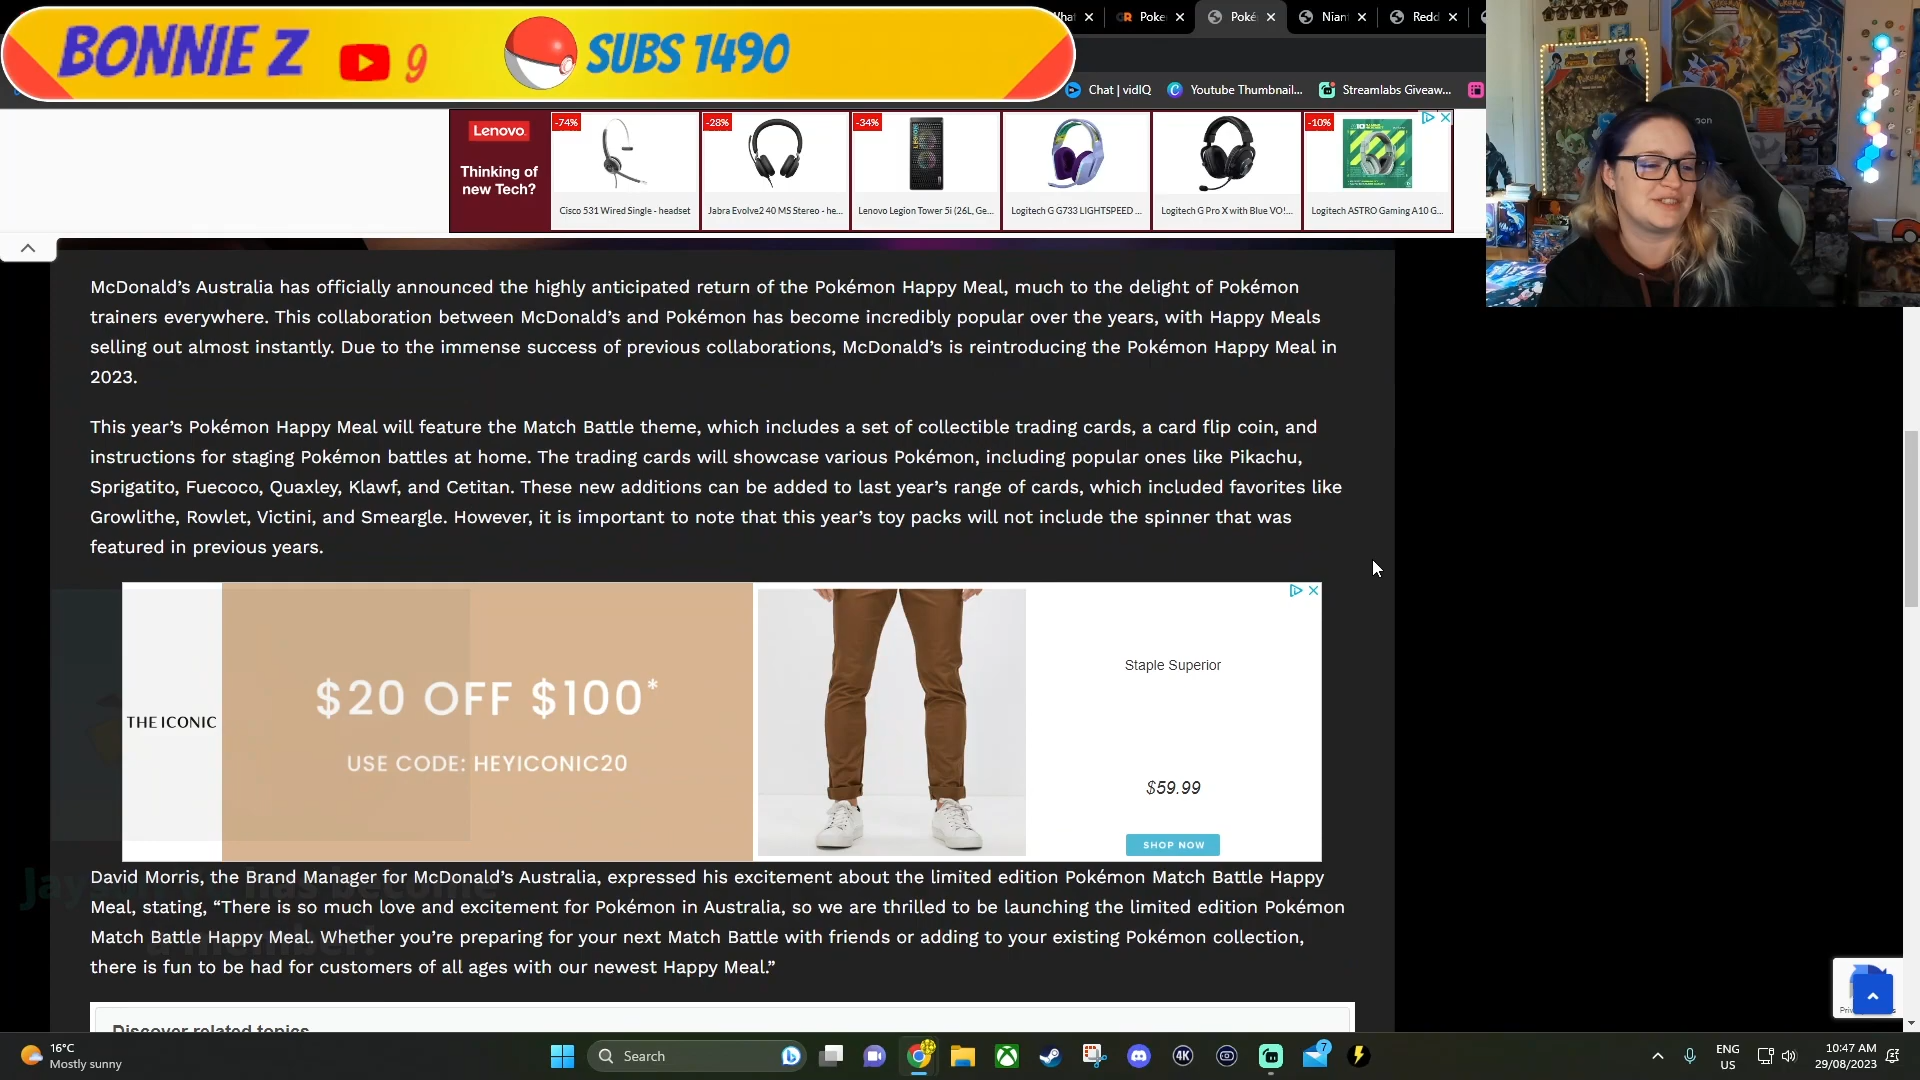 BONNIE Z 9 SUBS 1490
Poke
Poké
Nian
Redd
Chat | vidIQ
Youtube Thumbnail...
Streamlabs Giveaw...
Lenovo
Thinking of
new Tech?
-74%
Cisco 531 Wired Single - headset
-28%
Jabra Evolve2 40 MS Stereo - he...
-34%
Lenovo Legion Tower 5i (26L, Ge...
Logitech G G733 LIGHTSPEED ...
Logitech G Pro X with Blue VO!...
-10%
Logitech ASTRO Gaming A10 G...
McDonald’s Australia has officially announced the highly anticipated return of the Pokémon Happy Meal, much to the delight of Pokémon
trainers everywhere. This collaboration between McDonald’s and Pokémon has become incredibly popular over the years, with Happy Meals
selling out almost instantly. Due to the immense success of previous collaborations, McDonald’s is reintroducing the Pokémon Happy Meal in
2023.
This year’s Pokémon Happy Meal will feature the Match Battle theme, which includes a set of collectible trading cards, a card flip coin, and
instructions for staging Pokémon battles at home. The trading cards will showcase various Pokémon, including popular ones like Pikachu,
Sprigatito, Fuecoco, Quaxley, Klawf, and Cetitan. These new additions can be added to last year’s range of cards, which included favorites like
Growlithe, Rowlet, Victini, and Smeargle. However, it is important to note that this year’s toy packs will not include the spinner that was
featured in previous years.
THE ICONIC
$20 OFF $100*
USE CODE: HEYICONIC20
Staple Superior
$59.99
SHOP NOW
David Morris, the Brand Manager for McDonald’s Australia, expressed his excitement about the limited edition Pokémon Match Battle Happy
Meal, stating, “There is so much love and excitement for Pokémon in Australia, so we are thrilled to be launching the limited edition Pokémon
Match Battle Happy Meal. Whether you’re preparing for your next Match Battle with friends or adding to your existing Pokémon collection,
there is fun to be had for customers of all ages with our newest Happy Meal.”
has become
a member!
Discover related topics
16°C
Mostly sunny
Search
4K
7
ENG
US
10:47 AM
29/08/2023